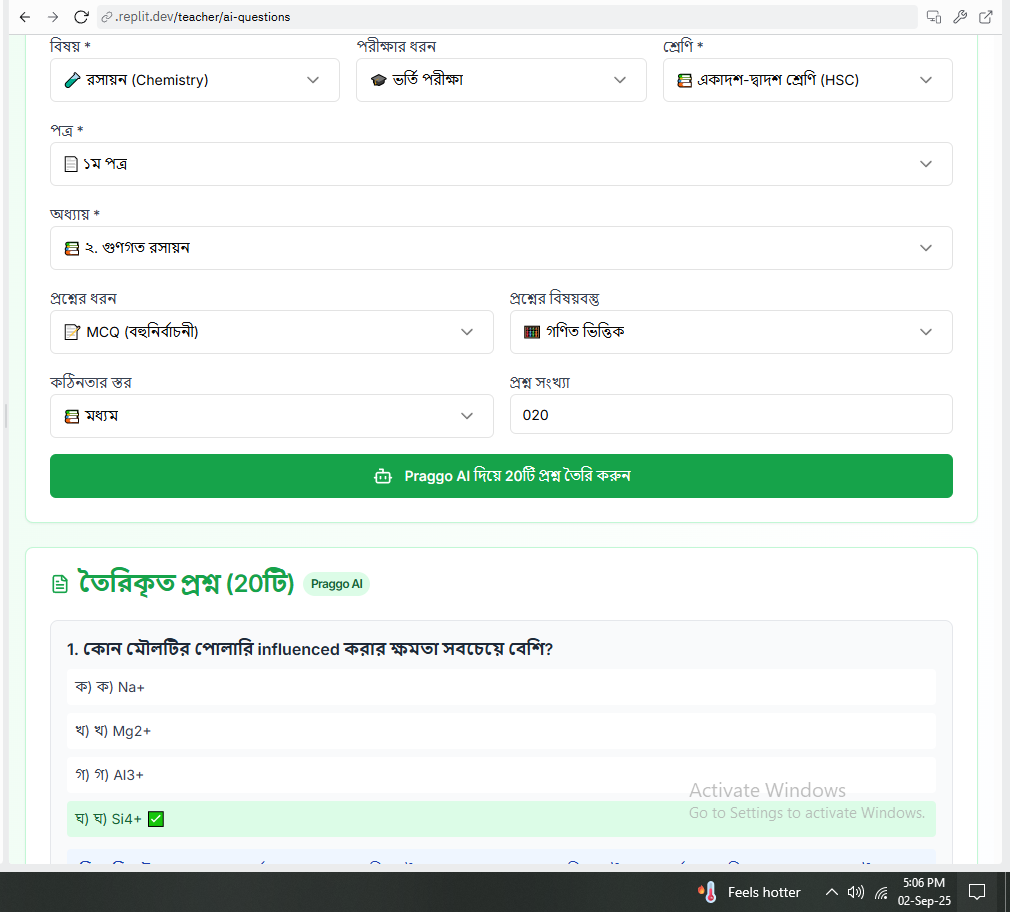 .replit.dev/teacher/ai-questions
বিষয় * পরীক্ষার ধরন শ্রেণি *
রসায়ন (Chemistry) ভর্তি পরীক্ষা একাদশ-দ্বাদশ শ্রেণি (HSC)
পত্র *
১ম পত্র
অধ্যায় *
২. গুণগত রসায়ন
প্রশ্নের ধরন প্রশ্নের বিষয়বস্তু
MCQ (বহুনির্বাচনী) গণিত ভিত্তিক
কঠিনতার স্তর প্রশ্ন সংখ্যা
মধ্যম 020
Praggo AI দিয়ে 20টি প্রশ্ন তৈরি করুন
তৈরিকৃত প্রশ্ন (20টি) Praggo AI
1. কোন মৌলটির পোলারি influenced করার ক্ষমতা সবচেয়ে বেশি?
ক) ক) Na+
খ) খ) Mg2+
গ) গ) Al3+
ঘ) ঘ) Si4+
Activate Windows
Go to Settings to activate Windows.
Feels hotter
5:06 PM
02-Sep-25